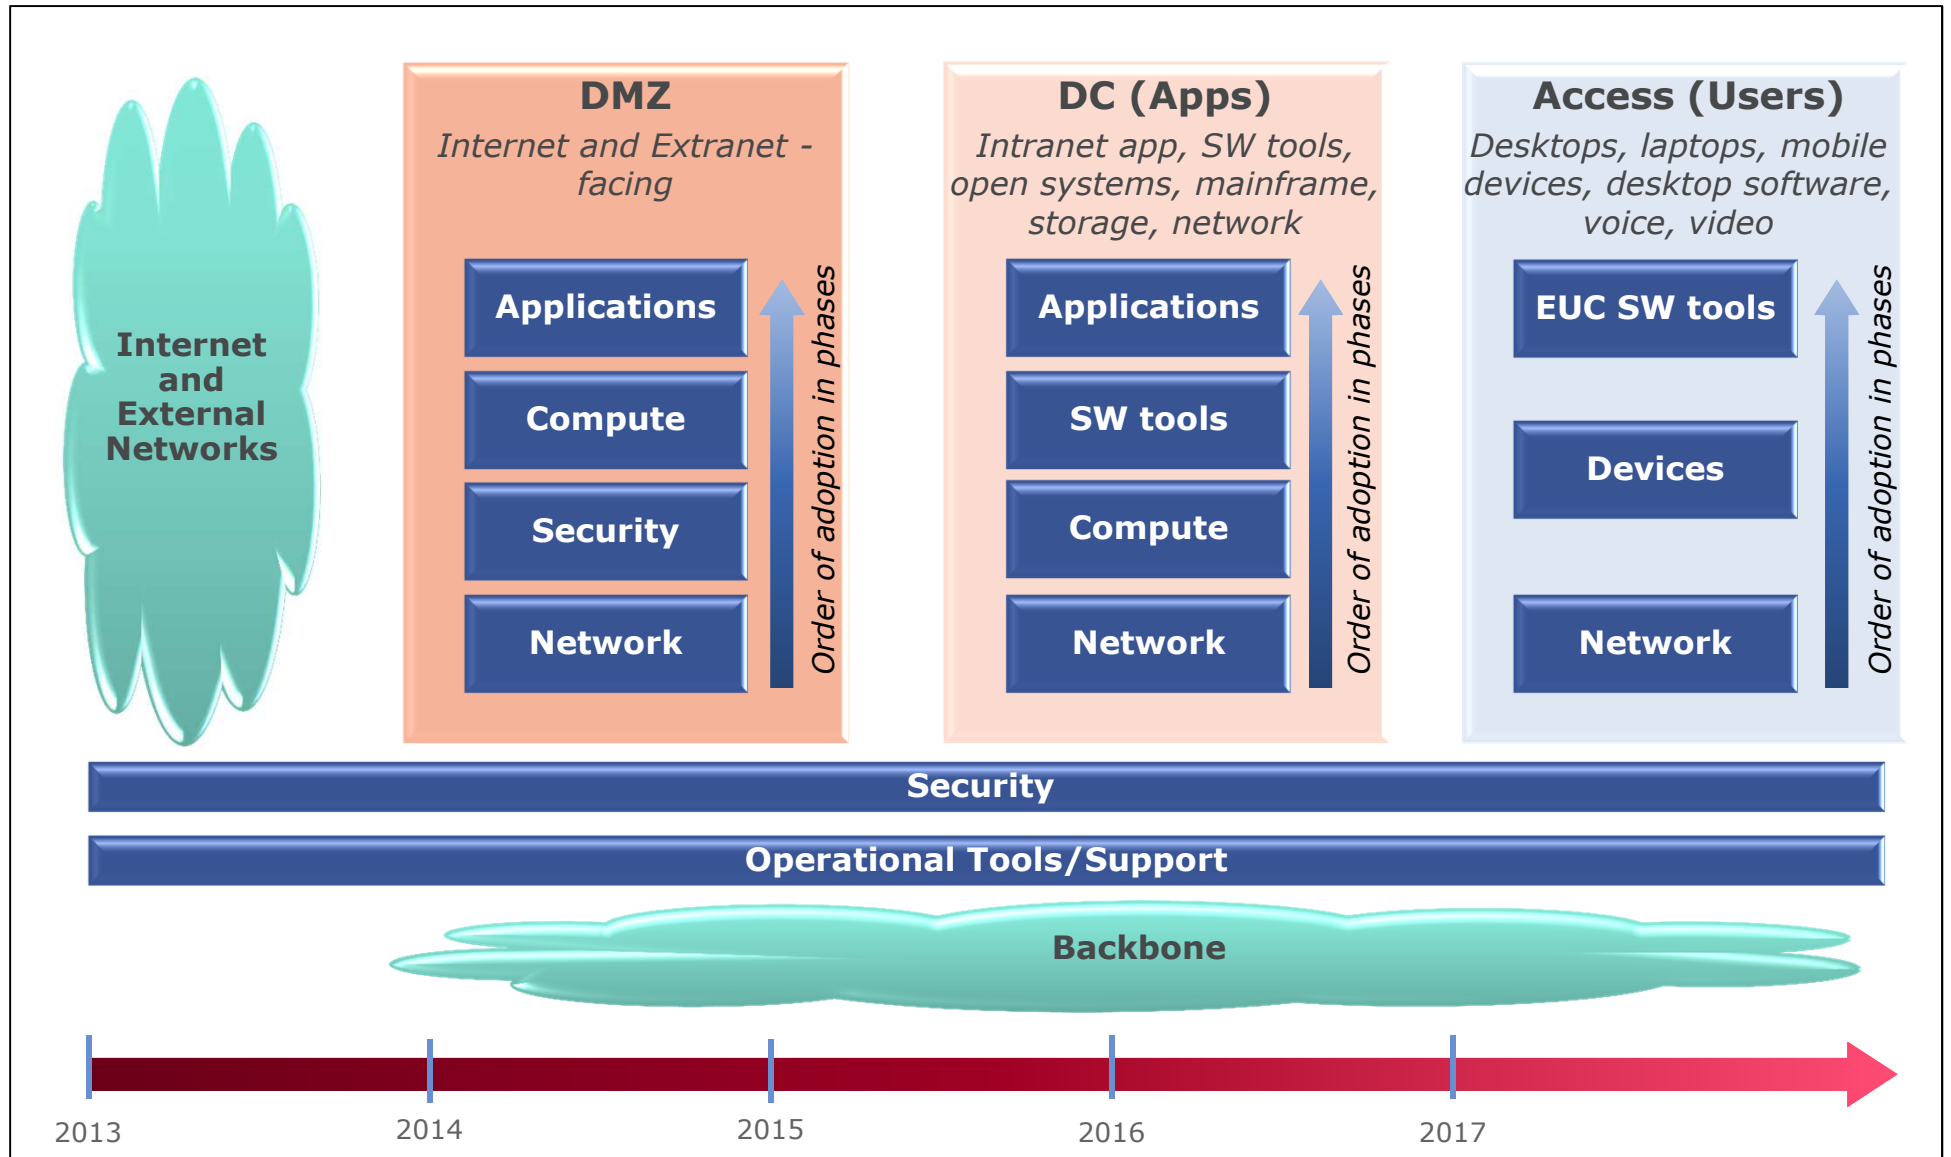 Internet
and
External
Networks
DMZ
Internet and Extranet -
facing
Applications
Compute
Security
Network
Order of adoption in phases
DC (Apps)
Intranet app, SW tools,
open systems, mainframe,
storage, network
Applications
SW tools
Compute
Network
Order of adoption in phases
Access (Users)
Desktops, laptops, mobile
devices, desktop software,
voice, video
EUC SW tools
Devices
Network
Order of adoption in phases
Security
Operational Tools/Support
Backbone
2013
2014
2015
2016
2017